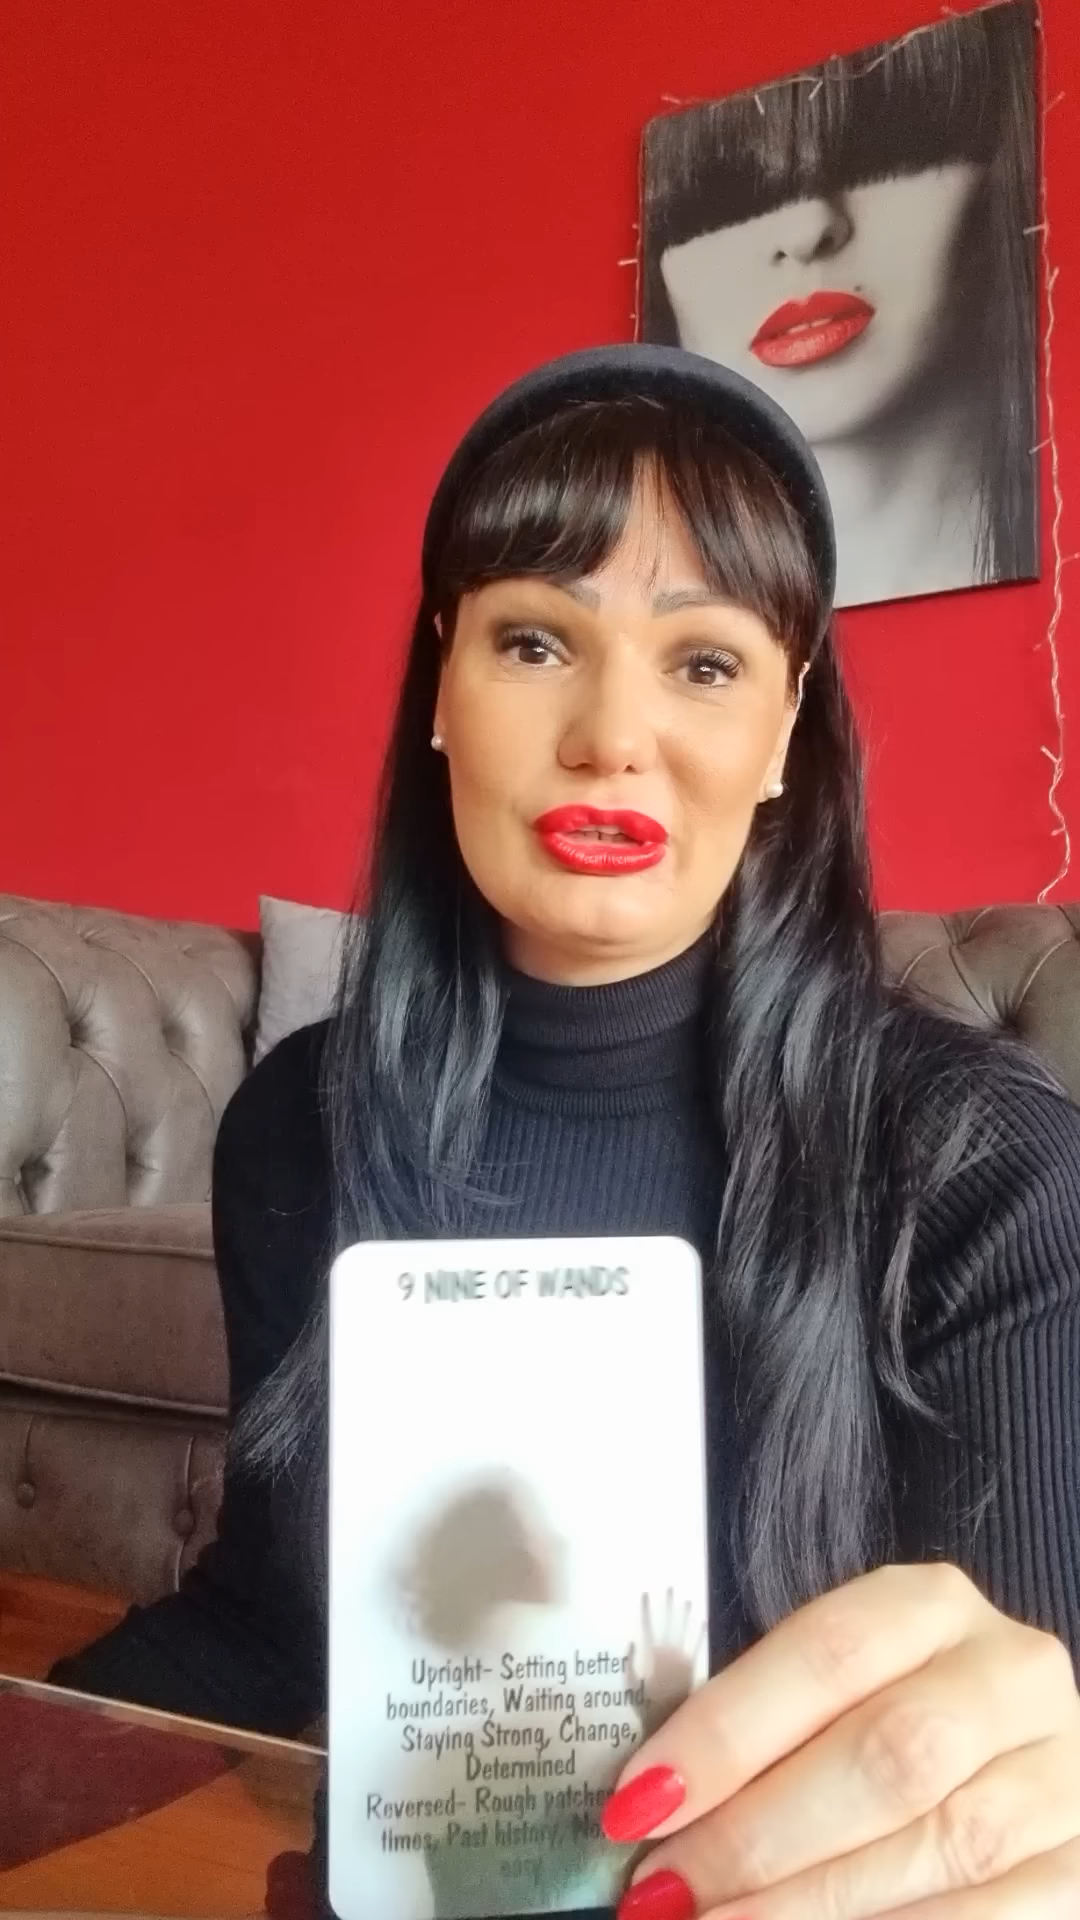 9 NINE OF WANDS
Upright- Setting better
boundaries, Waiting around,
Staying Strong, Change,
Determined
Reversed- Rough patches
times, Past history,
easy